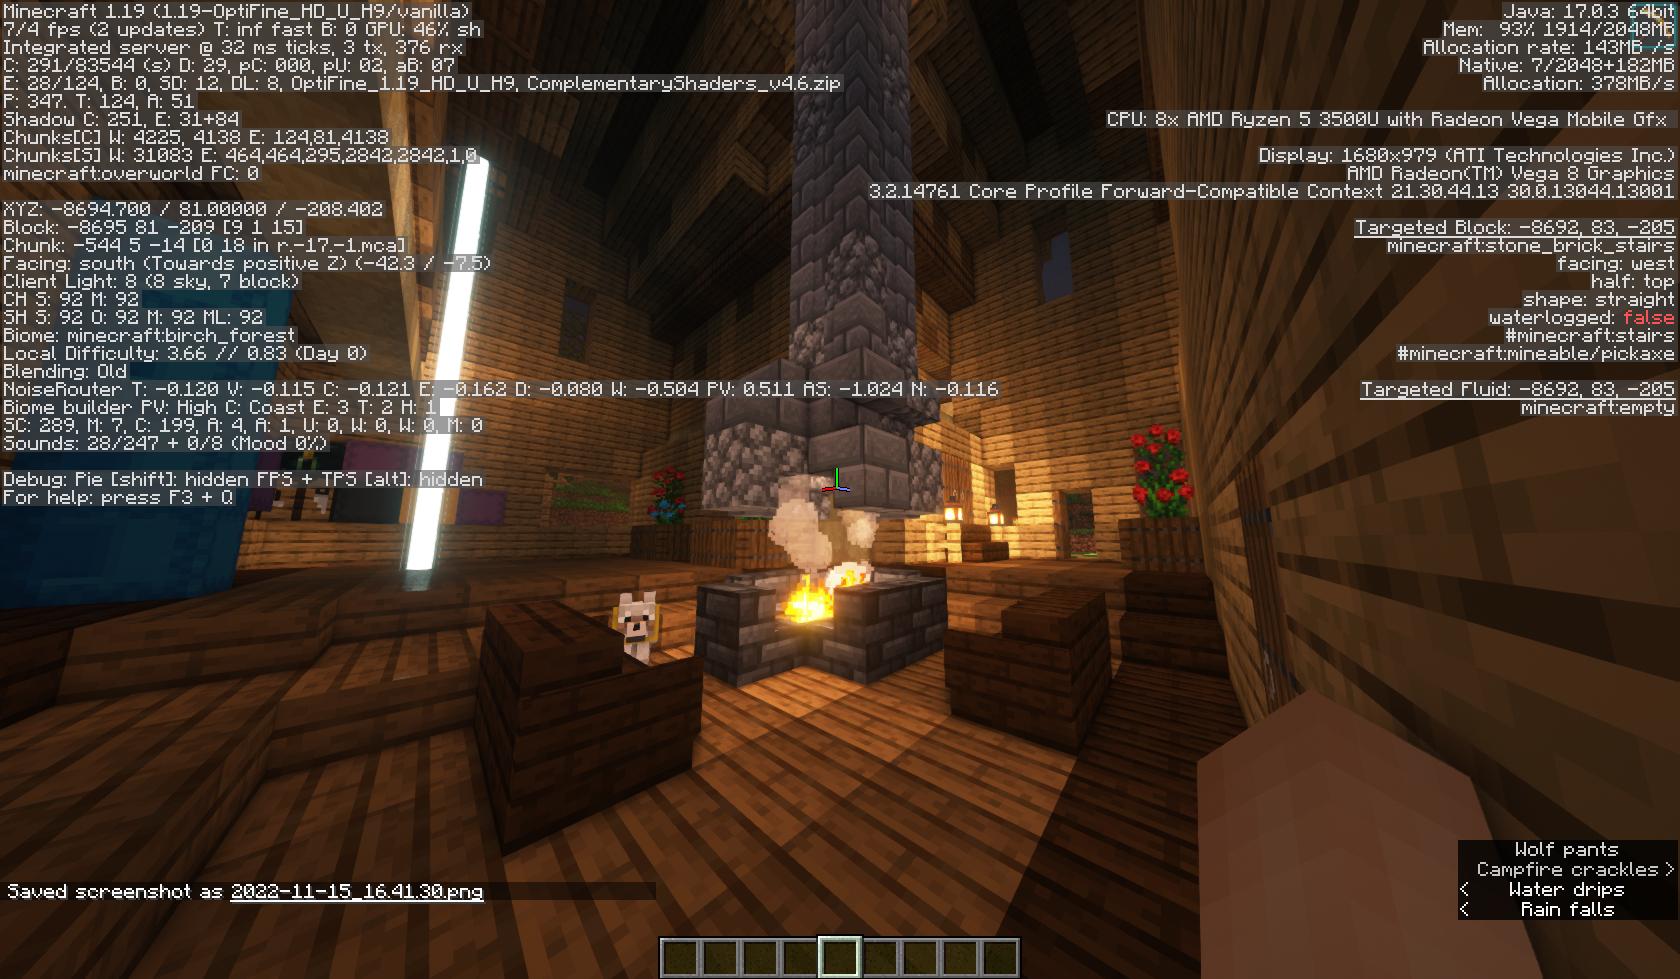 Minecraft 1.19 (1.19-OptiFine_HD_U_H9/vanilla)
7/4 fps (2 updates) T: inf fast B: 0 GPU: 46% sh
Integrated server @ 32 ms ticks, 3 tx, 376 rx
C: 291/83544 (s) D: 29, pC: 000, pU: 02, aB: 07
E: 28/124, B: 0, SD: 12, DL: 8, OptiFine_1.19_HD_U_H9, ComplementaryShaders_v4.6.zip
P: 347. T: 124, A: 51
Shadow C: 251, E: 31+84
Chunks[C] W: 4225, 4138 E: 124,81,4138
Chunks[S] W: 31083 E: 464,464,295,2842,2842,1,0
minecraft:overworld FC: 0
XYZ: -8694.700 / 81.00000 / -208.402
Block: -8695 81 -209 [9 1 15]
Chunk: -544 5 -14 [0 18 in r.-17.-1.mca]
Facing: south (Towards positive Z) (-42.3 / -7.5)
Client Light: 8 (8 sky, 7 block)
CH S: 92 M: 92
SH S: 92 O: 92 M: 92 ML: 92
Biome: minecraft:birch_forest
Local Difficulty: 3.66 // 0.83 (Day 0)
Blending: Old
NoiseRouter T: -0.120 V: -0.115 C: -0.121 E: -0.162 D: -0.080 W: -0.504 PV: 0.511 AS: -1.024 N: -0.116
Biome builder PV: High C: Coast E: 3 T: 2 H: 1
SC: 289, M: 7, C: 199, A: 4, A: 1, U: 0, W: 0, W: 0, M: 0
Sounds: 28/247 + 0/8 (Mood 0%)
Debug: Pie [shift]: hidden FPS + TPS [alt]: hidden
For help: press F3 + Q
Java: 17.0.3 64bit
Mem: 93% 1914/2048MB
Allocation rate: 143MB /s
Native: 7/2048+182MB
Allocation: 378MB/s
CPU: 8x AMD Ryzen 5 3500U with Radeon Vega Mobile Gfx
Display: 1680x979 (ATI Technologies Inc.)
AMD Radeon(TM) Vega 8 Graphics
3.2.14761 Core Profile Forward-Compatible Context 21.30.44.13 30.0.13044.13001
Targeted Block: -8692, 83, -205
minecraft:stone_brick_stairs
facing: west
half: top
shape: straight
waterlogged: false
#minecraft:stairs
#minecraft:mineable/pickaxe
Targeted Fluid: -8692, 83, -205
minecraft:empty
Wolf pants
Campfire crackles >
< Water drips
< Rain falls
Saved screenshot as 2022-11-15_16.41.30.png